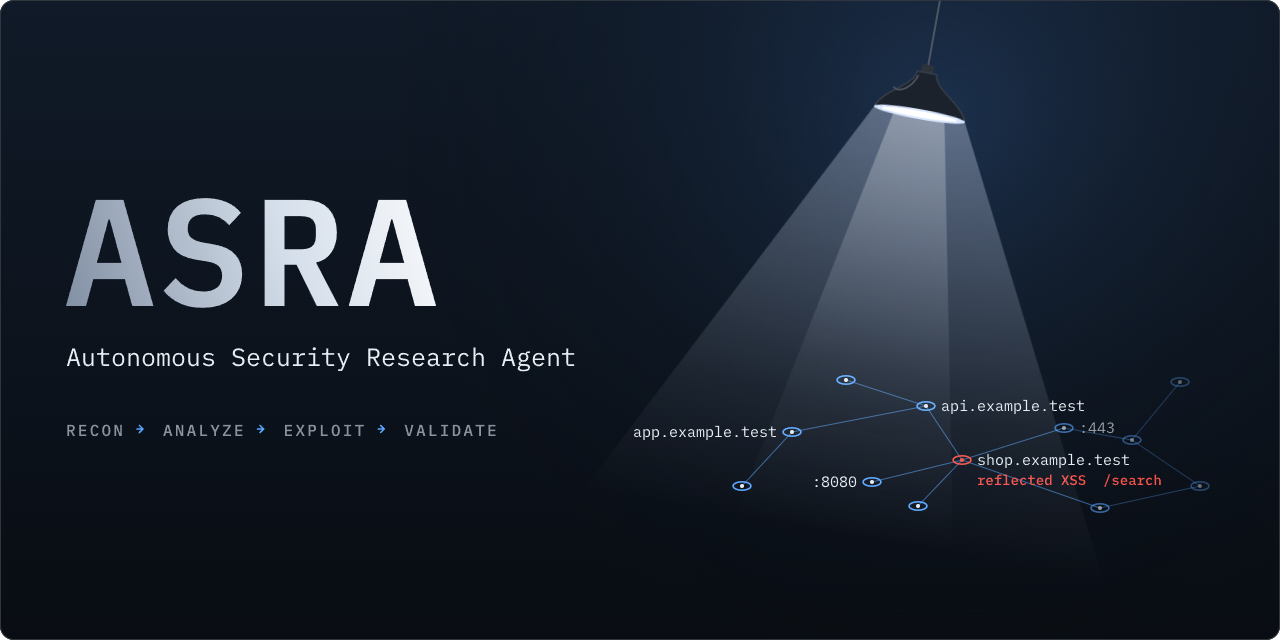 ASRA
Autonomous Security Research Agent
RECON → ANALYZE → EXPLOIT → VALIDATE
api.example.test
:443
app.example.test
shop.example.test
:8080
reflected XSS /search